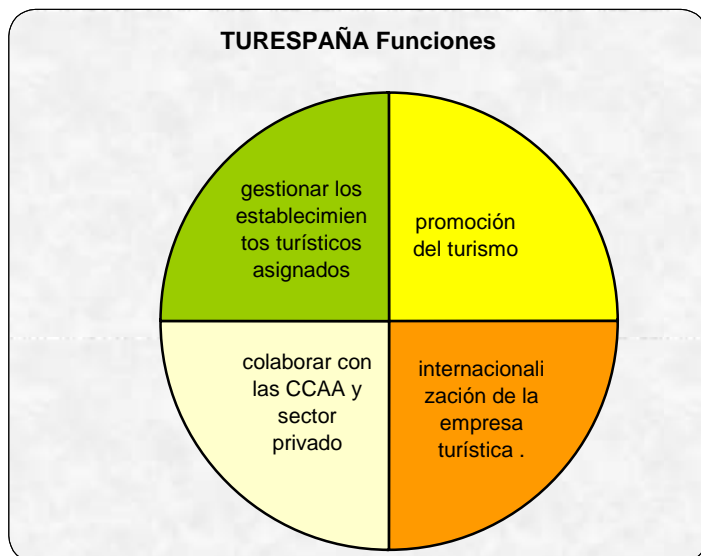 TURESPAÑA Funciones
gestionar los
establecimien
tos turísticos
asignados
promoción
del turismo
colaborar con
las CCAA y
sector
privado
internacionali
zación de la
empresa
turística .